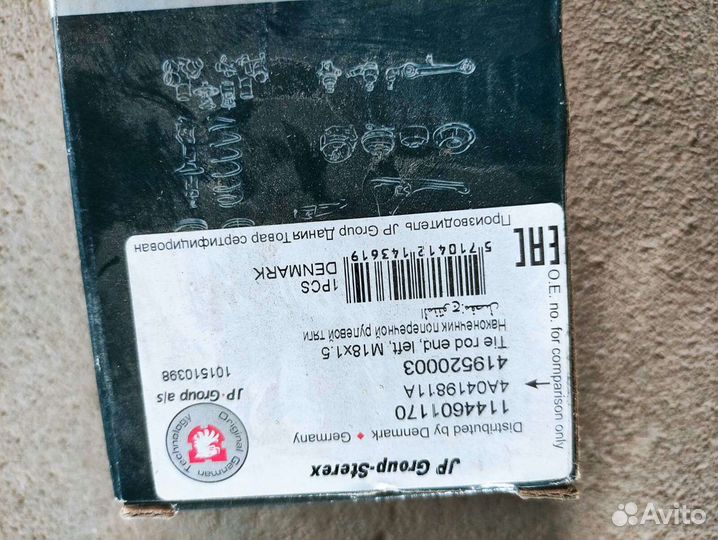 JP Group-Sterex
Distributed by Denmark ♦ Germany
1144601170
4A0419811A
419520003
Tie rod end, left, M18x1.5
Наконечник поперечной рулевой тяги
1PCS
DENMARK
5710412143619
Производитель JP Group Дания Товар сертифицирован
EAC
O.E. no. for comparison only
Original German
Technology
JP Group a/s
101510398
Avito